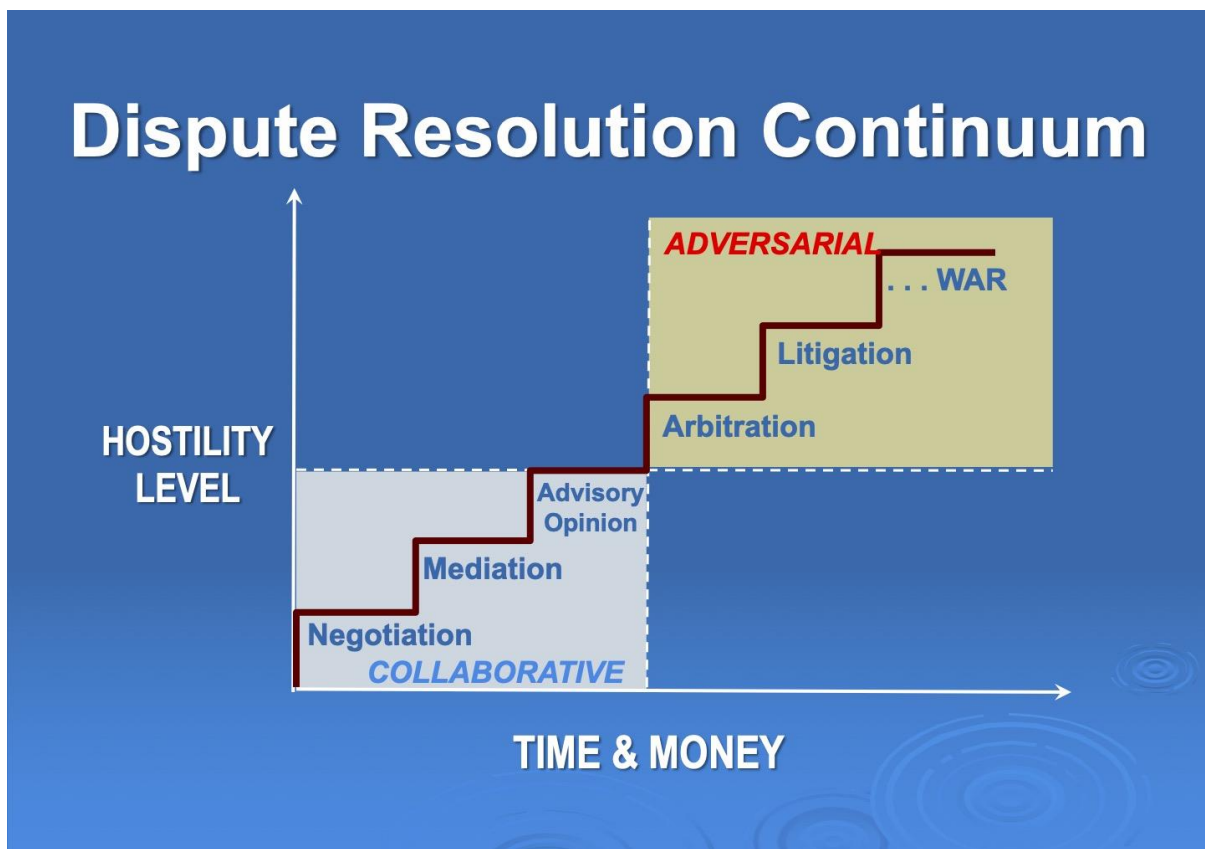 Dispute Resolution Continuum
ADVERSARIAL
. . . WAR
Litigation
Arbitration
HOSTILITY
LEVEL
Advisory
Opinion
Mediation
Negotiation
COLLABORATIVE
TIME & MONEY